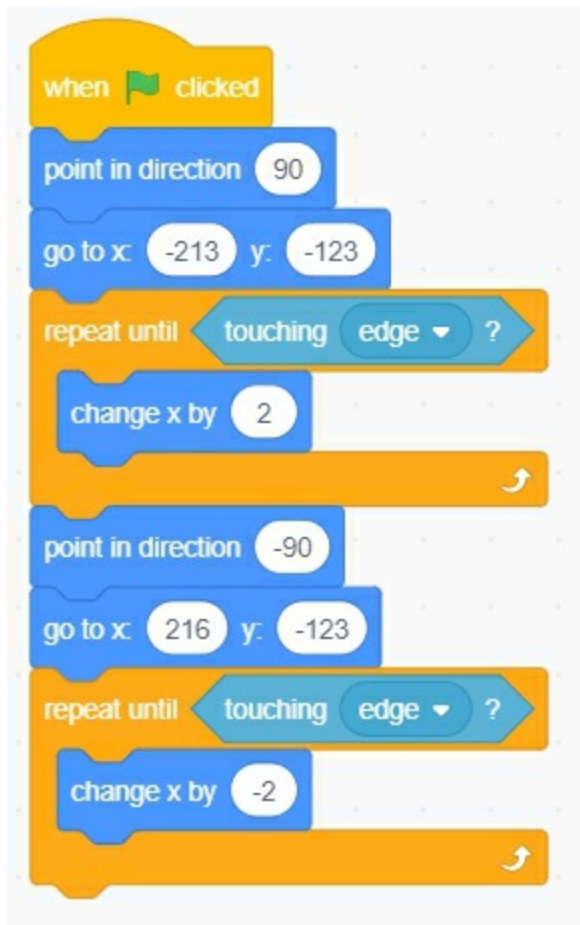 when clicked
point in direction 90
go to x: -213 y: -123
repeat until touching edge ?
change x by 2
point in direction -90
go to x: 216 y: -123
repeat until touching edge ?
change x by -2